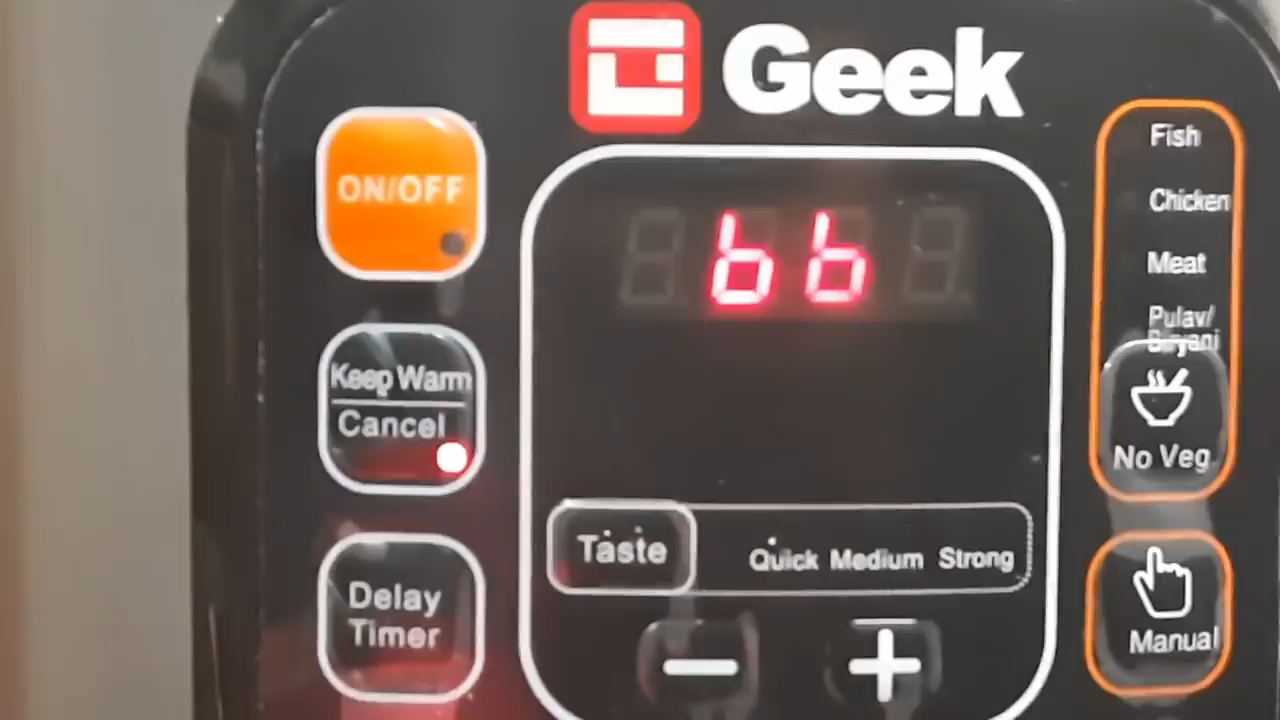 Geek
ON/OFF
bb
Keep Warm
Cancel
Delay
Timer
Taste
Quick Medium Strong
− +
Fish
Chicken
Meat
Pulav/
Biryani
No Veg
Manual